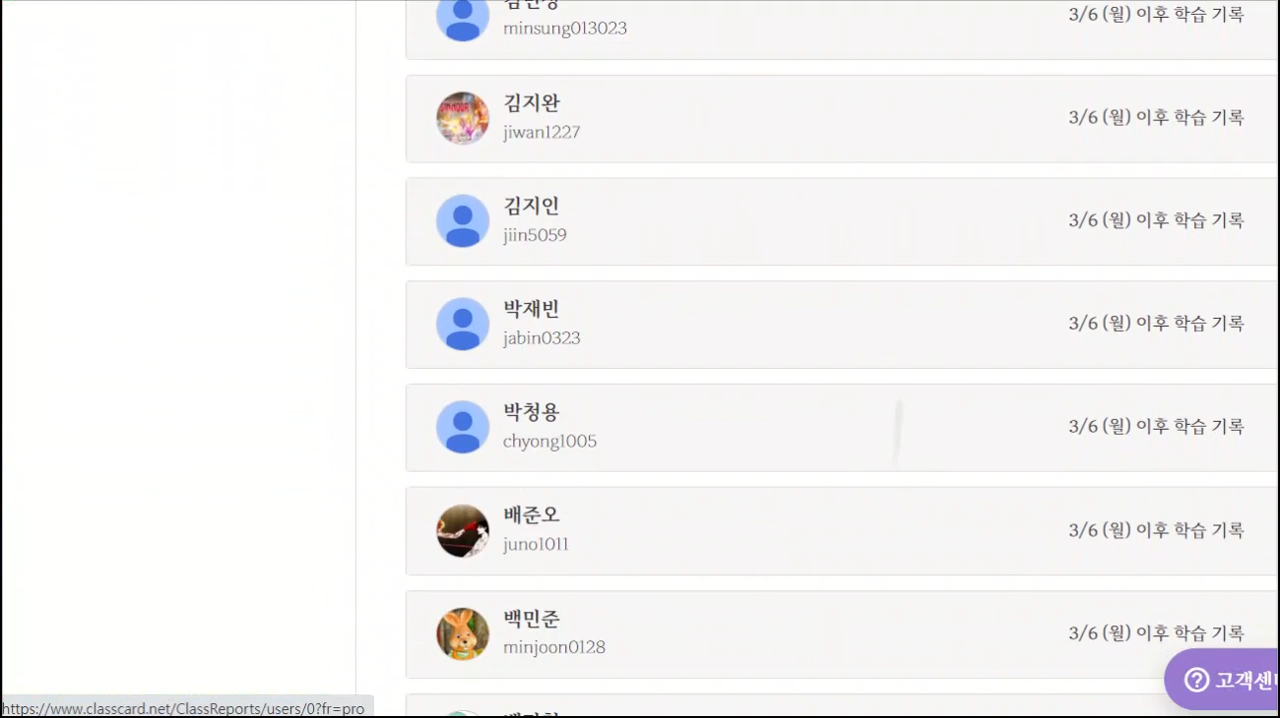 minsung013023
3/6 (월) 이후 학습 기록
김지완
jiwan1227
3/6 (월) 이후 학습 기록
김지인
jiin5059
3/6 (월) 이후 학습 기록
박재빈
jabin0323
3/6 (월) 이후 학습 기록
박청용
chyong1005
3/6 (월) 이후 학습 기록
배준오
juno1011
3/6 (월) 이후 학습 기록
백민준
minjoon0128
3/6 (월) 이후 학습 기록
고객센
https://www.classcard.net/ClassReports/users/0?fr=pro